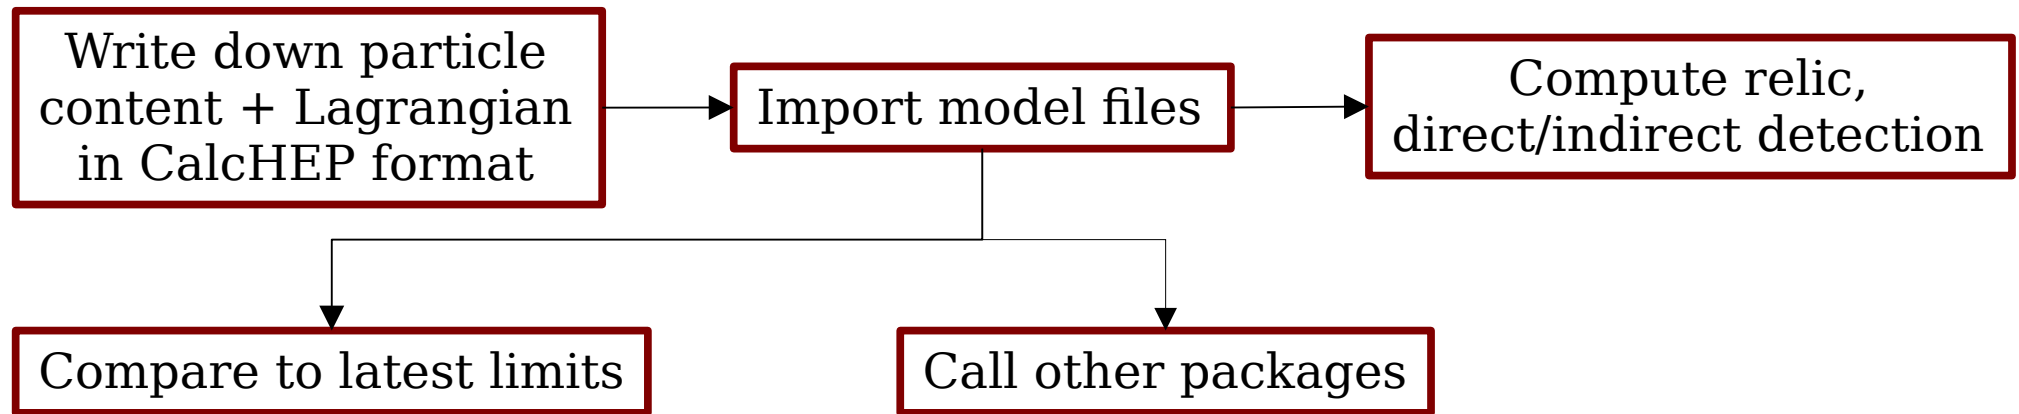 Write down particle
content + Lagrangian
in CalcHEP format
Import model files
Compute relic,
direct/indirect detection
Compare to latest limits
Call other packages